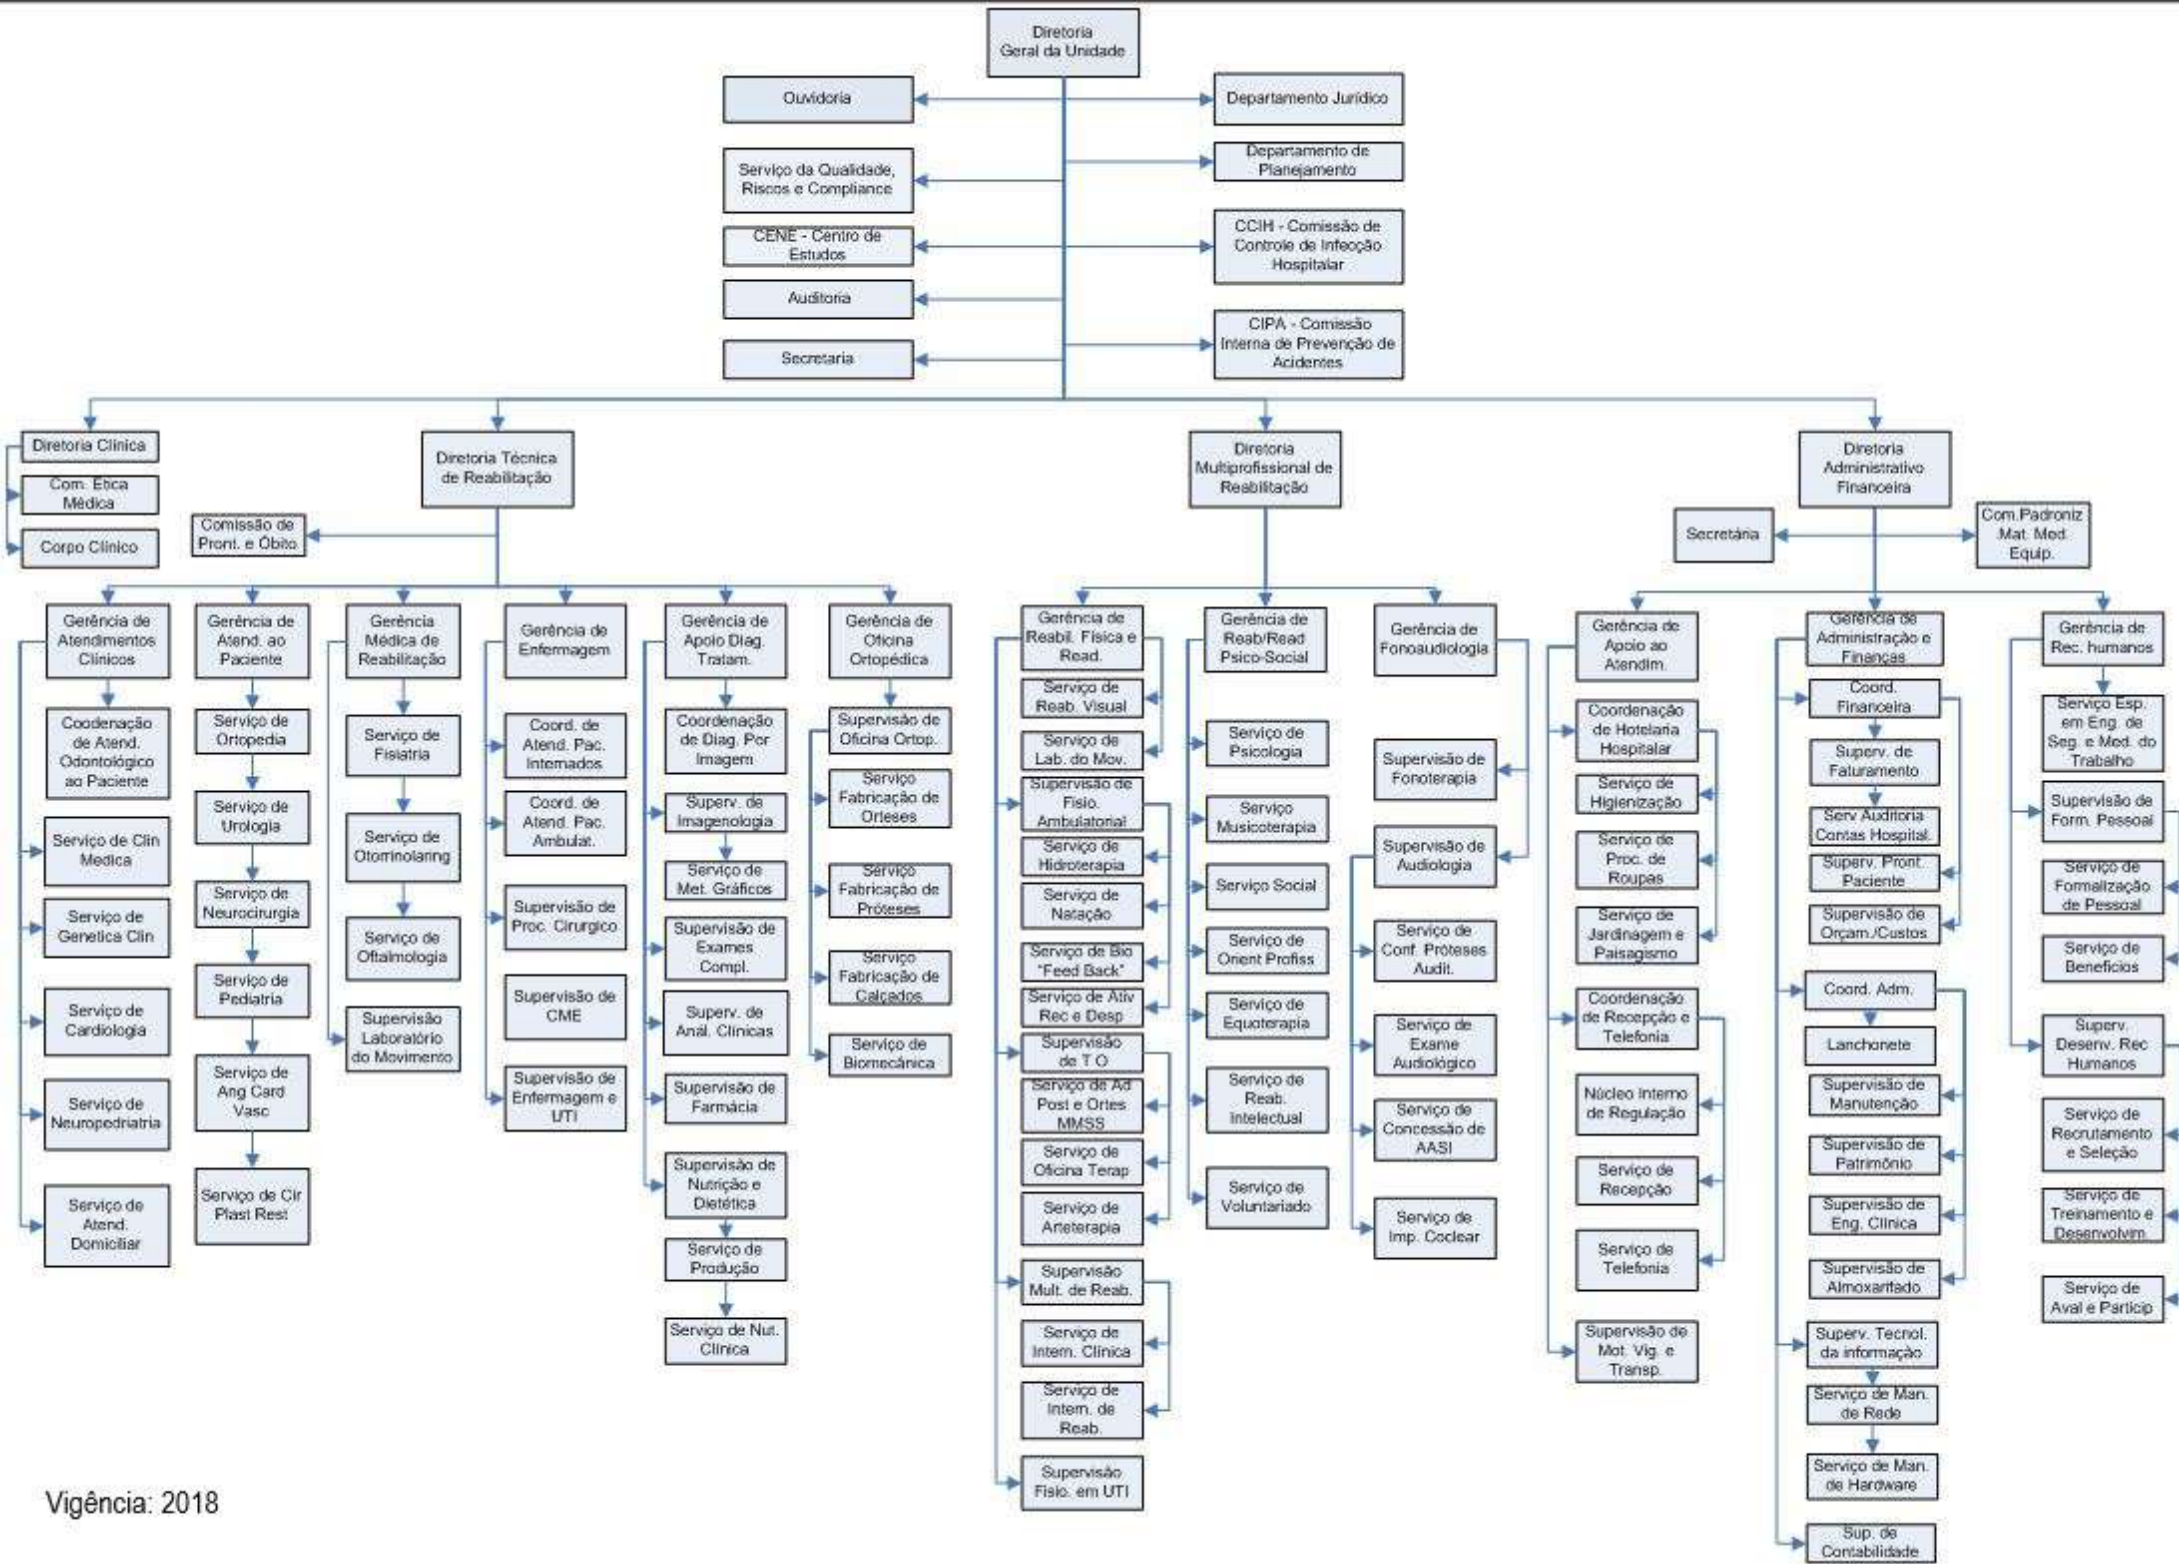 Diretoria
Geral da Unidade
Ouvidoria
Departamento Jurídico
Departamento de
Planejamento
Serviço da Qualidade,
Riscos e Compliance
CENE - Centro de
Estudos
CCIH - Comissão de
Controle de Infecção
Hospitalar
Auditoria
CIPA - Comissão
Interna de Prevenção de
Acidentes
Secretaria
Diretoria Clínica
Com. Ética
Médica
Corpo Clínico
Diretoria Técnica
de Reabilitação
Comissão de
Pront. e Óbito
Diretoria
Multiprofissional de
Reabilitação
Diretoria
Administrativo
Financeira
Secretária
Com.Padroniz
Mat. Med.
Equip.
Gerência de
Atendimentos
Clínicos
Coodenação
de Atend.
Odontológico
ao Paciente
Serviço de Clin
Medica
Serviço de
Genetica Clin
Serviço de
Cardiologia
Serviço de
Neuropediatria
Serviço de
Atend.
Domiciliar
Gerência de
Atend. ao
Paciente
Serviço de
Ortopedia
Serviço de
Urologia
Serviço de
Neurocirurgia
Serviço de
Pediatria
Serviço de
Ang Card
Vasc
Serviço de Cir
Plast Rest
Gerência
Médica de
Reabilitação
Serviço de
Fisiatria
Serviço de
Otorrinolaring
Serviço de
Oftalmologia
Supervisão
Laboratório
do Movimento
Gerência de
Enfermagem
Coord. de
Atend. Pac.
Internados
Coord. de
Atend. Pac.
Ambulat.
Supervisão de
Proc. Cirurgico
Supervisão de
CME
Supervisão de
Enfermagem e
UTI
Gerência de
Apoio Diag.
Tratam.
Coordenação
de Diag. Por
Imagem
Superv. de
Imagenologia
Serviço de
Met. Gráficos
Supervisão de
Exames
Compl.
Superv. de
Anál. Clínicas
Supervisão de
Farmácia
Supervisão de
Nutrição e
Dietética
Serviço de
Produção
Serviço de Nut.
Clínica
Gerência de
Oficina
Ortopédica
Supervisão de
Oficina Ortop.
Serviço
Fabricação de
Órteses
Serviço
Fabricação de
Próteses
Serviço
Fabricação de
Calçados
Serviço de
Biomecânica
Gerência de
Reabil. Física e
Read.
Serviço de
Reab. Visual
Serviço de
Lab. do Mov.
Supervisão de
Fisio.
Ambulatorial
Serviço de
Hidroterapia
Serviço de
Natação
Serviço de Bio
"Feed Back"
Serviço de Ativ
Rec e Desp
Supervisão
de T O
Serviço de Ad
Post e Ortes
MMSS
Serviço de
Oficina Terap
Serviço de
Arteterapia
Supervisão
Mult. de Reab.
Serviço de
Intern. Clínica
Serviço de
Intern. de
Reab.
Supervisão
Fisio. em UTI
Gerência de
Reab/Read
Psico-Social
Serviço de
Psicologia
Serviço
Musicoterapia
Serviço Social
Serviço de
Orient Profiss
Serviço de
Equoterapia
Serviço de
Reab.
Intelectual
Serviço de
Voluntariado
Gerência de
Fonoaudiologia
Supervisão de
Fonoterapia
Supervisão de
Audiologia
Serviço de
Conf. Próteses
Audit.
Serviço de
Exame
Audiológico
Serviço de
Concessão de
AASI
Serviço de
Imp. Coclear
Gerência de
Apoio ao
Atendim.
Coordenação
de Hotelaria
Hospitalar
Serviço de
Higienização
Serviço de
Proc. de
Roupas
Serviço de
Jardinagem e
Paisagismo
Coordenação
de Recepção e
Telefonia
Núcleo Interno
de Regulação
Serviço de
Recepção
Serviço de
Telefonia
Supervisão de
Mot. Vig. e
Transp.
Gerência de
Administração e
Finanças
Coord.
Financeira
Superv. de
Faturamento
Serv Auditoria
Contas Hospital.
Superv. Pront.
Paciente
Supervisão de
Orçam./Custos
Coord. Adm.
Lanchonete
Supervisão de
Manutenção
Supervisão de
Patrimônio
Supervisão de
Eng. Clínica
Supervisão de
Almoxarifado
Superv. Tecnol.
da informação
Serviço de Man.
de Rede
Serviço de Man.
de Hardware
Sup. de
Contabilidade
Gerência de
Rec. humanos
Serviço Esp.
em Eng. de
Seg. e Med. do
Trabalho
Supervisão de
Form. Pessoal
Serviço de
Formalização
de Pessoal
Serviço de
Benefícios
Superv.
Desenv. Rec
Humanos
Serviço de
Recrutamento
e Seleção
Serviço de
Treinamento e
Desenvolvim.
Serviço de
Aval e Particip
Vigência: 2018